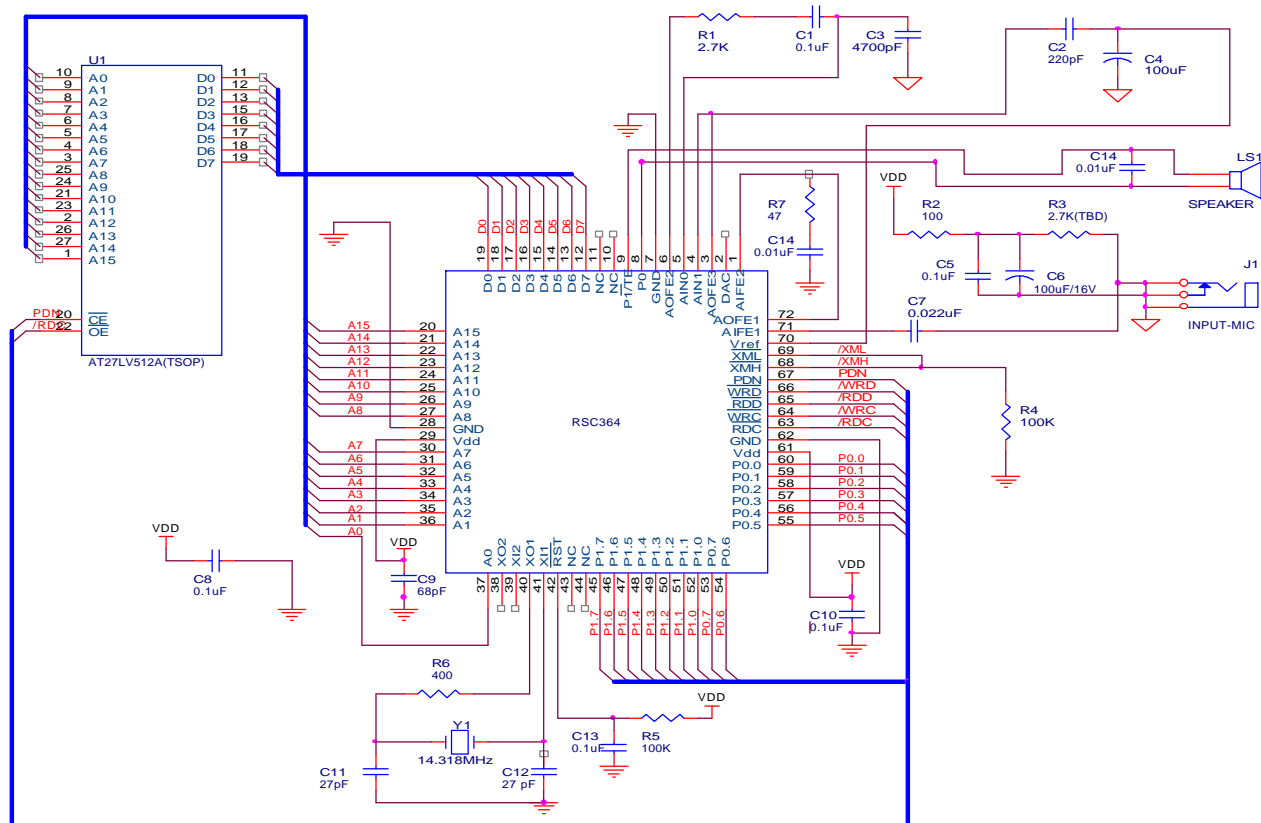 U1
10 A0 D0 11
9 A1 D1 12
8 A2 D2 13
7 A3 D3 15
6 A4 D4 16
5 A5 D5 17
4 A6 D6 18
3 A7 D7 19
25 A8
24 A9
21 A10
23 A11
2 A12
26 A13
27 A14
1 A15
PDN 20 CE
22 OE
AT27LV512A(TSOP)
R1
2.7K
C1
0.1uF
C3
4700pF
C2
220pF
C4
100uF
C14
0.01uF
LS1
SPEAKER
VDD
R2
100
R3
2.7K(TBD)
C5
0.1uF
C6
100uF/16V
J1
INPUT-MIC
C7
0.022uF
R7
47
C14
0.01uF
D0 D1 D2 D3 D4 D5 D6 D7
19 18 17 16 15 14 13 12 11 10 9 8 7 6 5 4 3 2 1
D0 D1 D2 D3 D4 D5 D6 D7 NC NC P1/TE P0 GND AOFE2 AIN0 AIN1 AOFE3 DAC AIFE2
RSC364
A15 20 A15
A14 21 A14
A13 22 A13
A12 23 A12
A11 24 A11
A10 25 A10
A9 26 A9
A8 27 A8
28 GND
29 Vdd
A7 30 A7
A6 31 A6
A5 32 A5
A4 33 A4
A3 34 A3
A2 35 A2
A1 36 A1
A0
AOFE1 72
AIFE1 71
Vref 70
XML 69 /XML
XMH 68 /XMH
PDN 67 PDN
WRD 66 /WRD
RDD 65 /RDD
WRC 64 /WRC
RDC 63 /RDC
GND 62
Vdd 61
P0.0 60 P0.0
P0.1 59 P0.1
P0.2 58 P0.2
P0.3 57 P0.3
P0.4 56 P0.4
P0.5 55 P0.5
R4
100K
A0 XO2 XI2 XO1 XI1 RST NC NC P1.7 P1.6 P1.5 P1.4 P1.3 P1.2 P1.1 P1.0 P0.7 P0.6
37 38 39 40 41 42 43 44 45 46 47 48 49 50 51 52 53 54
P1.7 P1.6 P1.5 P1.4 P1.3 P1.2 P1.1 P1.0 P0.7 P0.6
VDD
C8
0.1uF
VDD
C9
68pF
VDD
C10
0.1uF
R6
400
Y1
14.318MHz
C11
27pF
C12
27 pF
C13
0.1uF
R5
100K
VDD